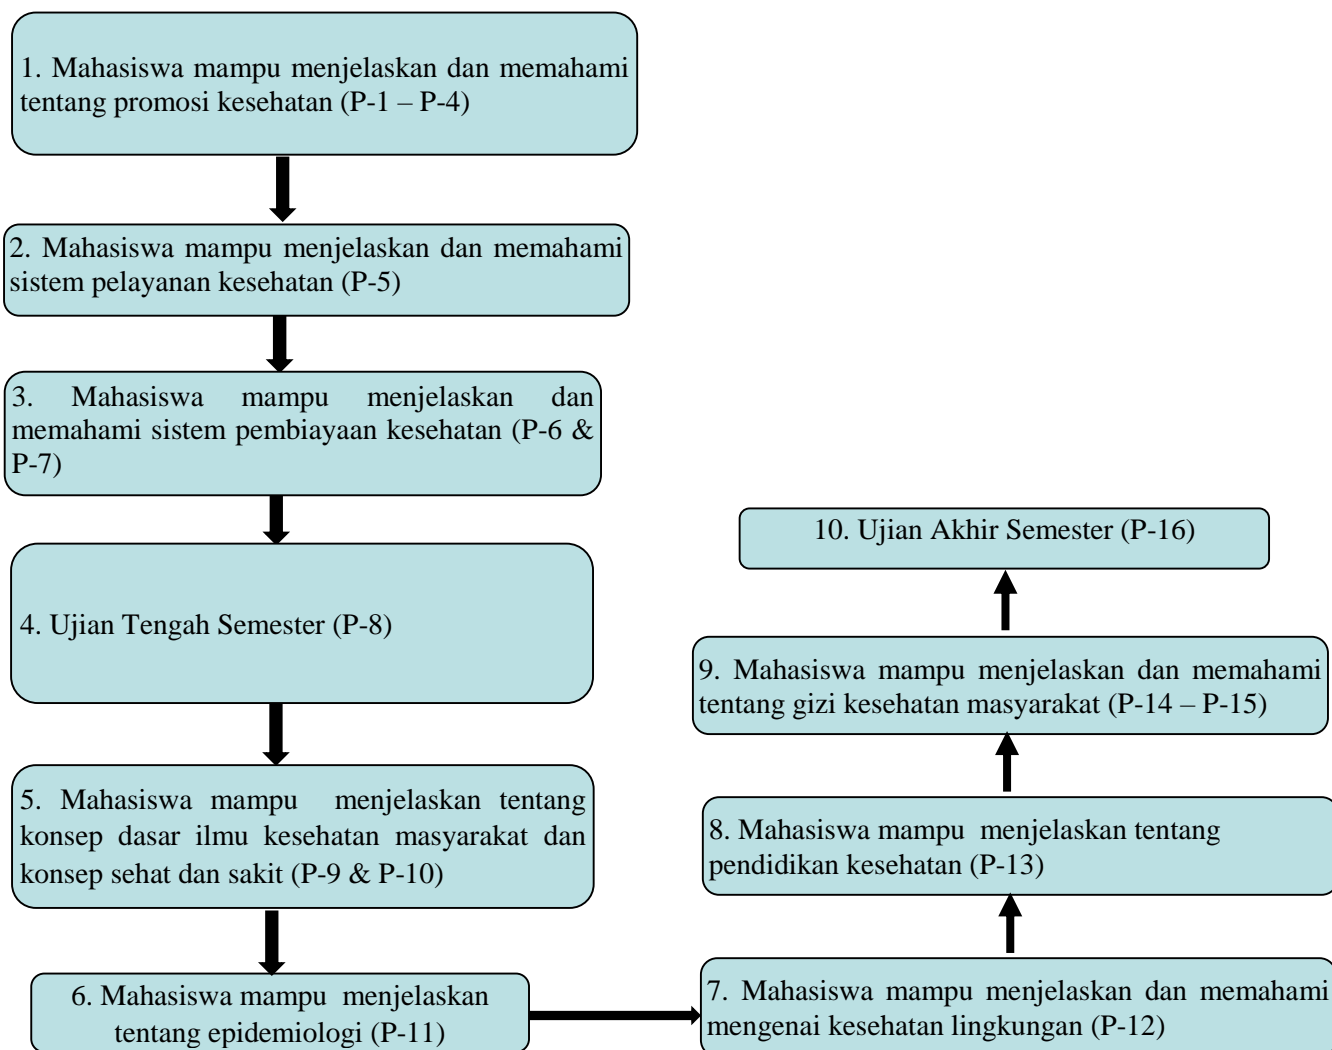 1. Mahasiswa mampu menjelaskan dan memahami
tentang promosi kesehatan (P-1 – P-4)
2. Mahasiswa mampu menjelaskan dan memahami
sistem pelayanan kesehatan (P-5)
3. Mahasiswa mampu menjelaskan dan
memahami sistem pembiayaan kesehatan (P-6 &
P-7)
4. Ujian Tengah Semester (P-8)
5. Mahasiswa mampu menjelaskan tentang
konsep dasar ilmu kesehatan masyarakat dan
konsep sehat dan sakit (P-9 & P-10)
6. Mahasiswa mampu menjelaskan
tentang epidemiologi (P-11)
7. Mahasiswa mampu menjelaskan dan memahami
mengenai kesehatan lingkungan (P-12)
8. Mahasiswa mampu menjelaskan tentang
pendidikan kesehatan (P-13)
9. Mahasiswa mampu menjelaskan dan memahami
tentang gizi kesehatan masyarakat (P-14 – P-15)
10. Ujian Akhir Semester (P-16)